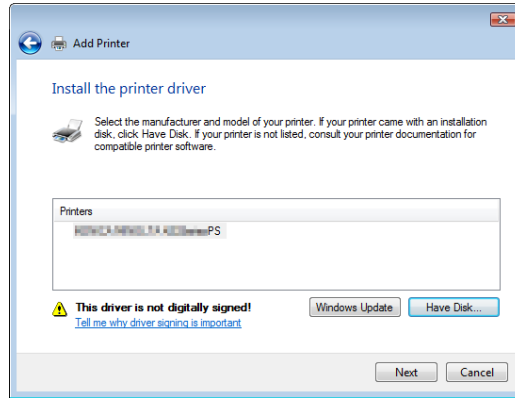 Add Printer
Install the printer driver
Select the manufacturer and model of your printer. If your printer came with an installation
disk, click Have Disk. If your printer is not listed, consult your printer documentation for
compatible printer software.
Printers
PS
This driver is not digitally signed!
Windows Update
Have Disk...
Tell me why driver signing is important
Next
Cancel